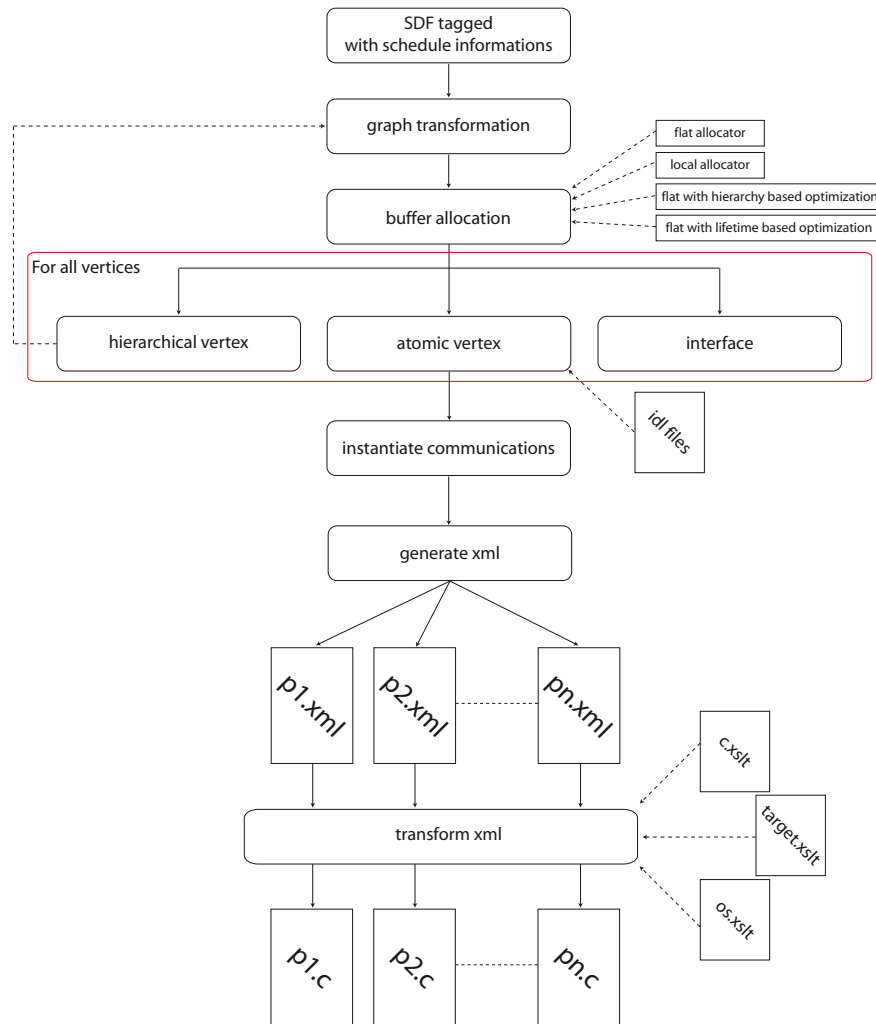 SDF tagged
with schedule informations
graph transformation
flat allocator
local allocator
flat with hierarchy based optimization
flat with lifetime based optimization
buffer allocation
For all vertices
hierarchical vertex
atomic vertex
interface
idl files
instantiate communications
generate xml
p1.xml
p2.xml
pn.xml
c.xslt
target.xslt
os.xslt
transform xml
p1.c
p2.c
pn.c